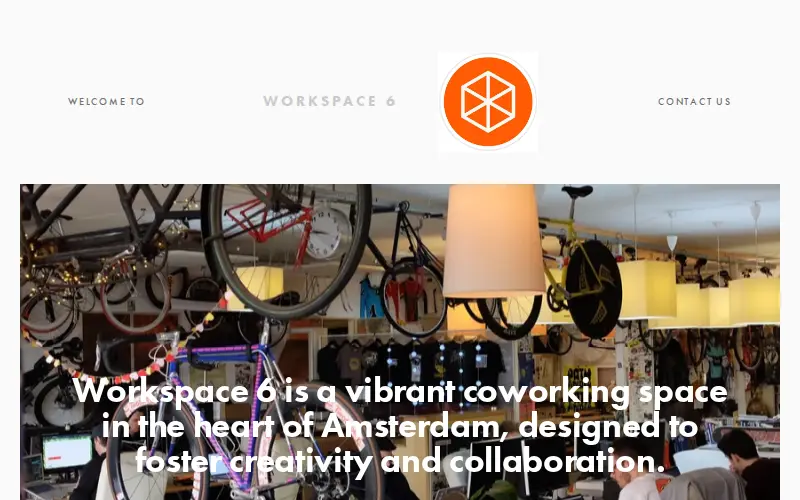 WELCOME TO
WORKSPACE 6
CONTACT US
Workspace 6 is a vibrant coworking space
in the heart of Amsterdam, designed to
foster creativity and collaboration.